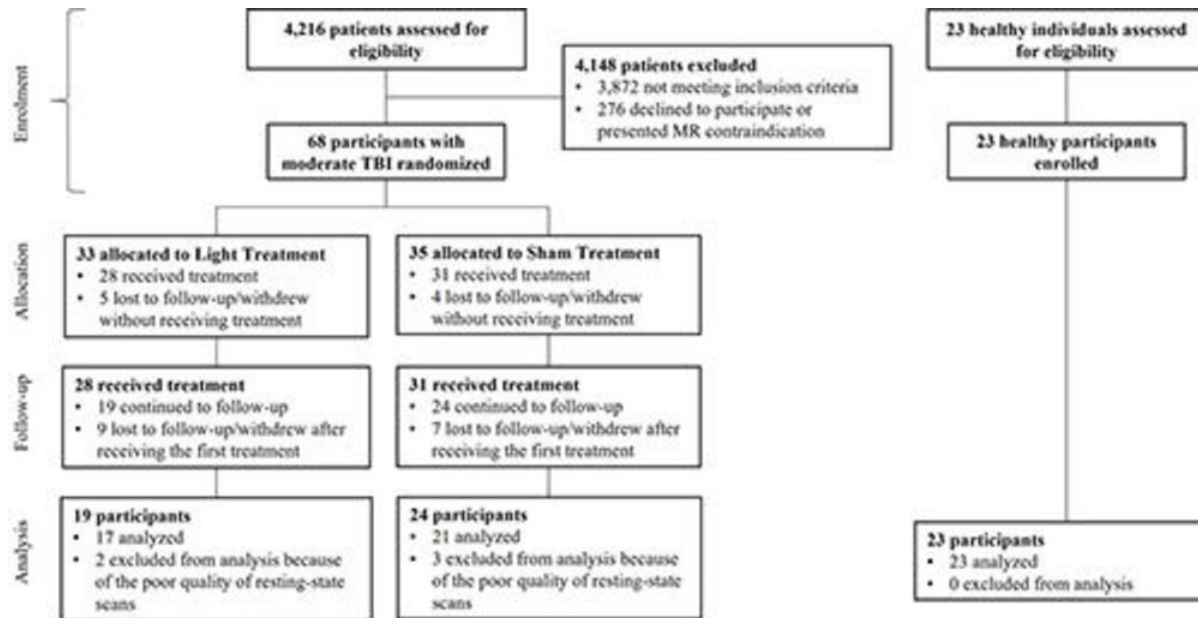 4,216 patients assessed for
eligibility
23 healthy individuals assessed
for eligibility
Enrolment
4,148 patients excluded
• 3,872 not meeting inclusion criteria
• 276 declined to participate or
presented MR contraindication
68 participants with
moderate TBI randomized
23 healthy participants
enrolled
Allocation
33 allocated to Light Treatment
• 28 received treatment
• 5 lost to follow-up/withdrew
without receiving treatment
35 allocated to Sham Treatment
• 31 received treatment
• 4 lost to follow-up/withdrew
without receiving treatment
Follow-up
28 received treatment
• 19 continued to follow-up
• 9 lost to follow-up/withdrew after
receiving the first treatment
31 received treatment
• 24 continued to follow-up
• 7 lost to follow-up/withdrew after
receiving the first treatment
Analysis
19 participants
• 17 analyzed
• 2 excluded from analysis because
of the poor quality of resting-state
scans
24 participants
• 21 analyzed
• 3 excluded from analysis because
of the poor quality of resting-state
scans
23 participants
• 23 analyzed
• 0 excluded from analysis